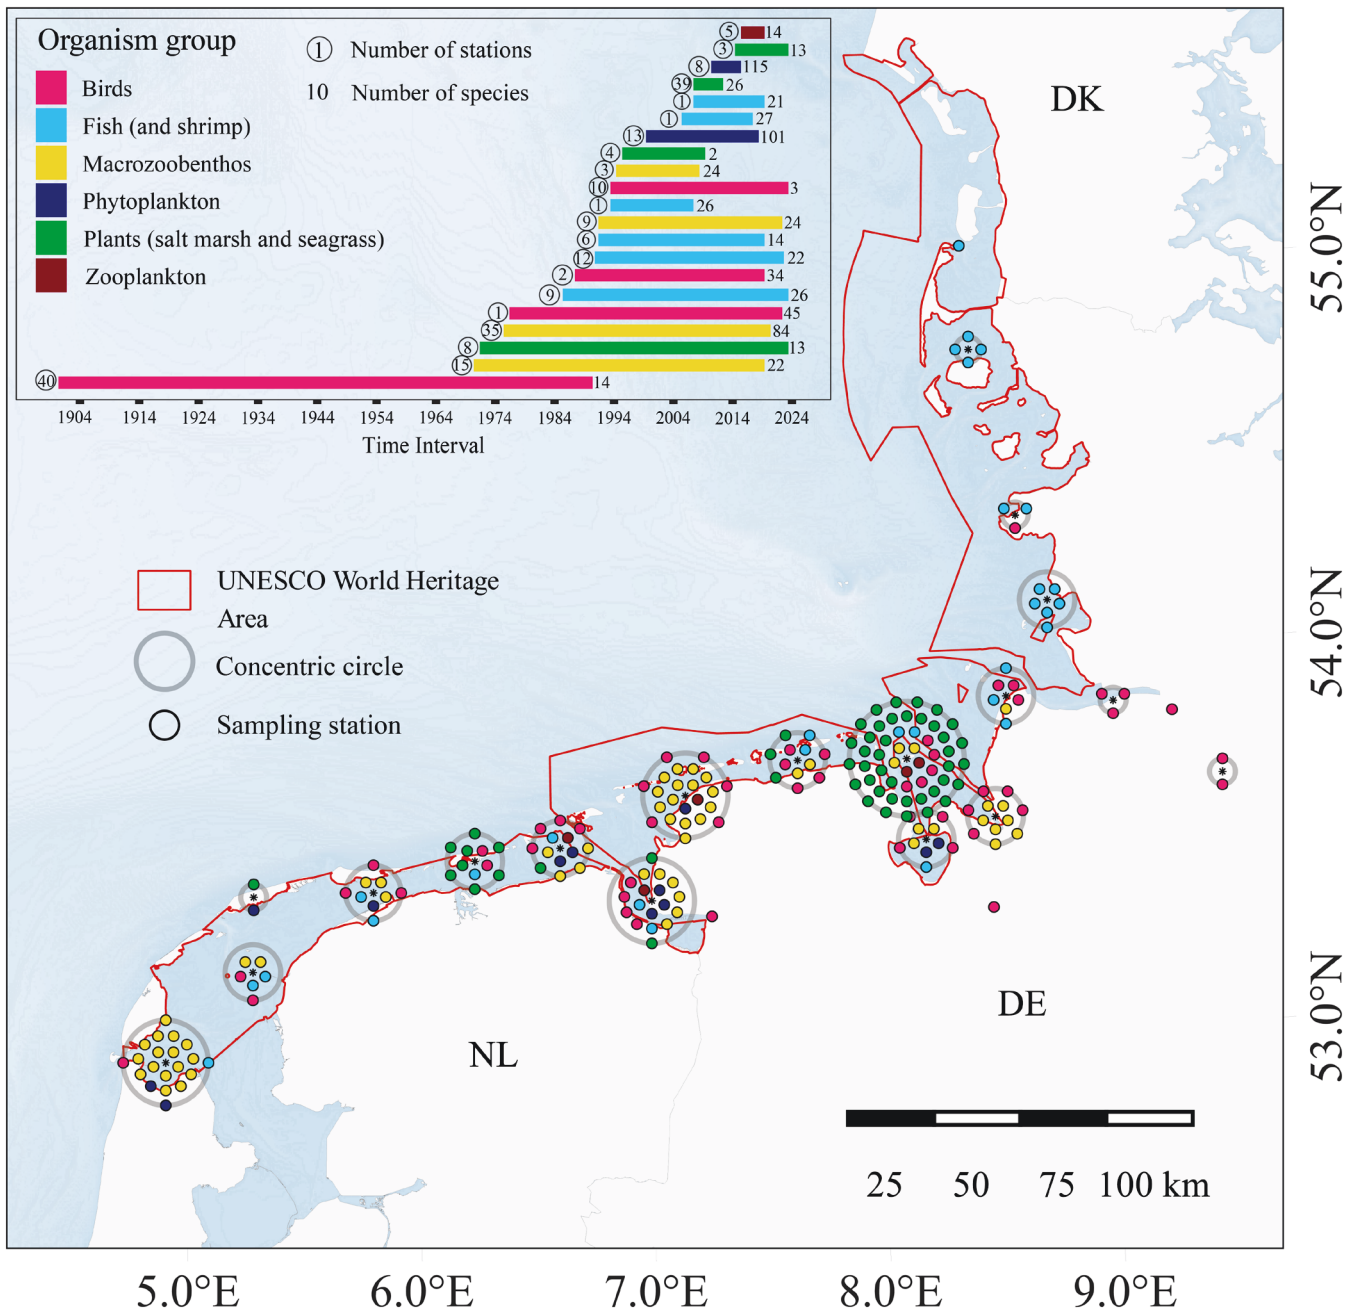 Organism group
Birds
Fish (and shrimp)
Macrozoobenthos
Phytoplankton
Plants (salt marsh and seagrass)
Zooplankton
1 Number of stations
10 Number of species
5 14
3 13
8 115
39 26
1 21
1 27
13 101
4 2
3 24
10 3
1 26
9 24
6 14
12 22
2 34
9 26
1 45
35 84
8 13
15 22
40 14
1904 1914 1924 1934 1944 1954 1964 1974 1984 1994 2004 2014 2024
Time Interval
UNESCO World Heritage
Area
Concentric circle
Sampling station
DK
NL
DE
25 50 75 100 km
55.0°N
54.0°N
53.0°N
5.0°E 6.0°E 7.0°E 8.0°E 9.0°E